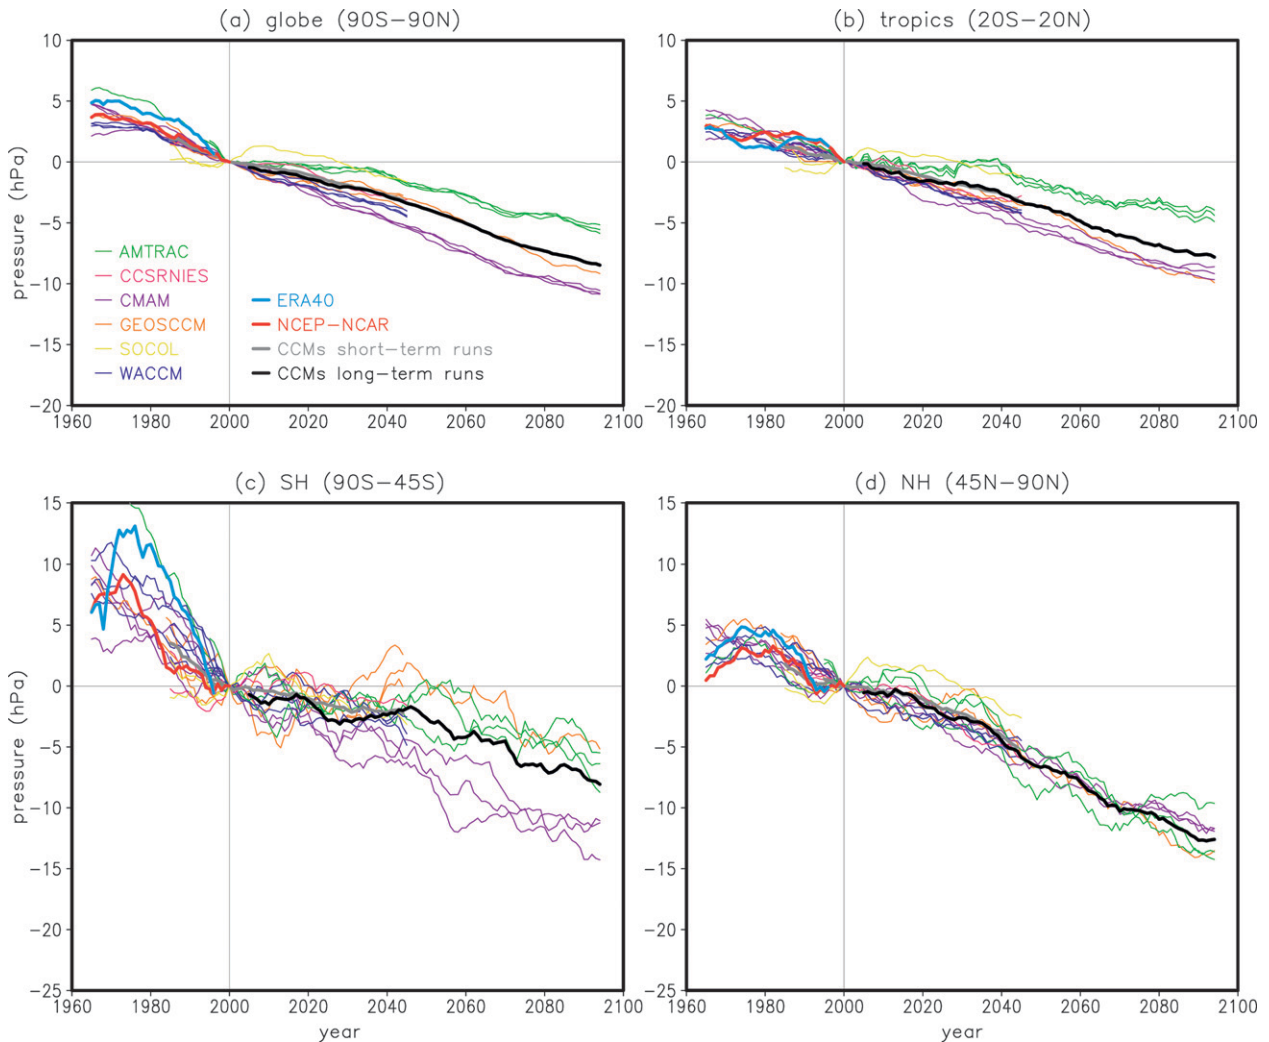 (a) globe (90S−90N)
10
5
0
−5
−10
−15
−20
pressure (hPa)
AMTRAC
CCSRNIES
CMAM
GEOSCCM
SOCOL
WACCM
ERA40
NCEP−NCAR
CCMs short−term runs
CCMs long−term runs
1960 1980 2000 2020 2040 2060 2080 2100
(b) tropics (20S−20N)
10
5
0
−5
−10
−15
−20
1960 1980 2000 2020 2040 2060 2080 2100
(c) SH (90S−45S)
15
10
5
0
−5
−10
−15
−20
−25
pressure (hPa)
1960 1980 2000 2020 2040 2060 2080 2100
year
(d) NH (45N−90N)
15
10
5
0
−5
−10
−15
−20
−25
1960 1980 2000 2020 2040 2060 2080 2100
year